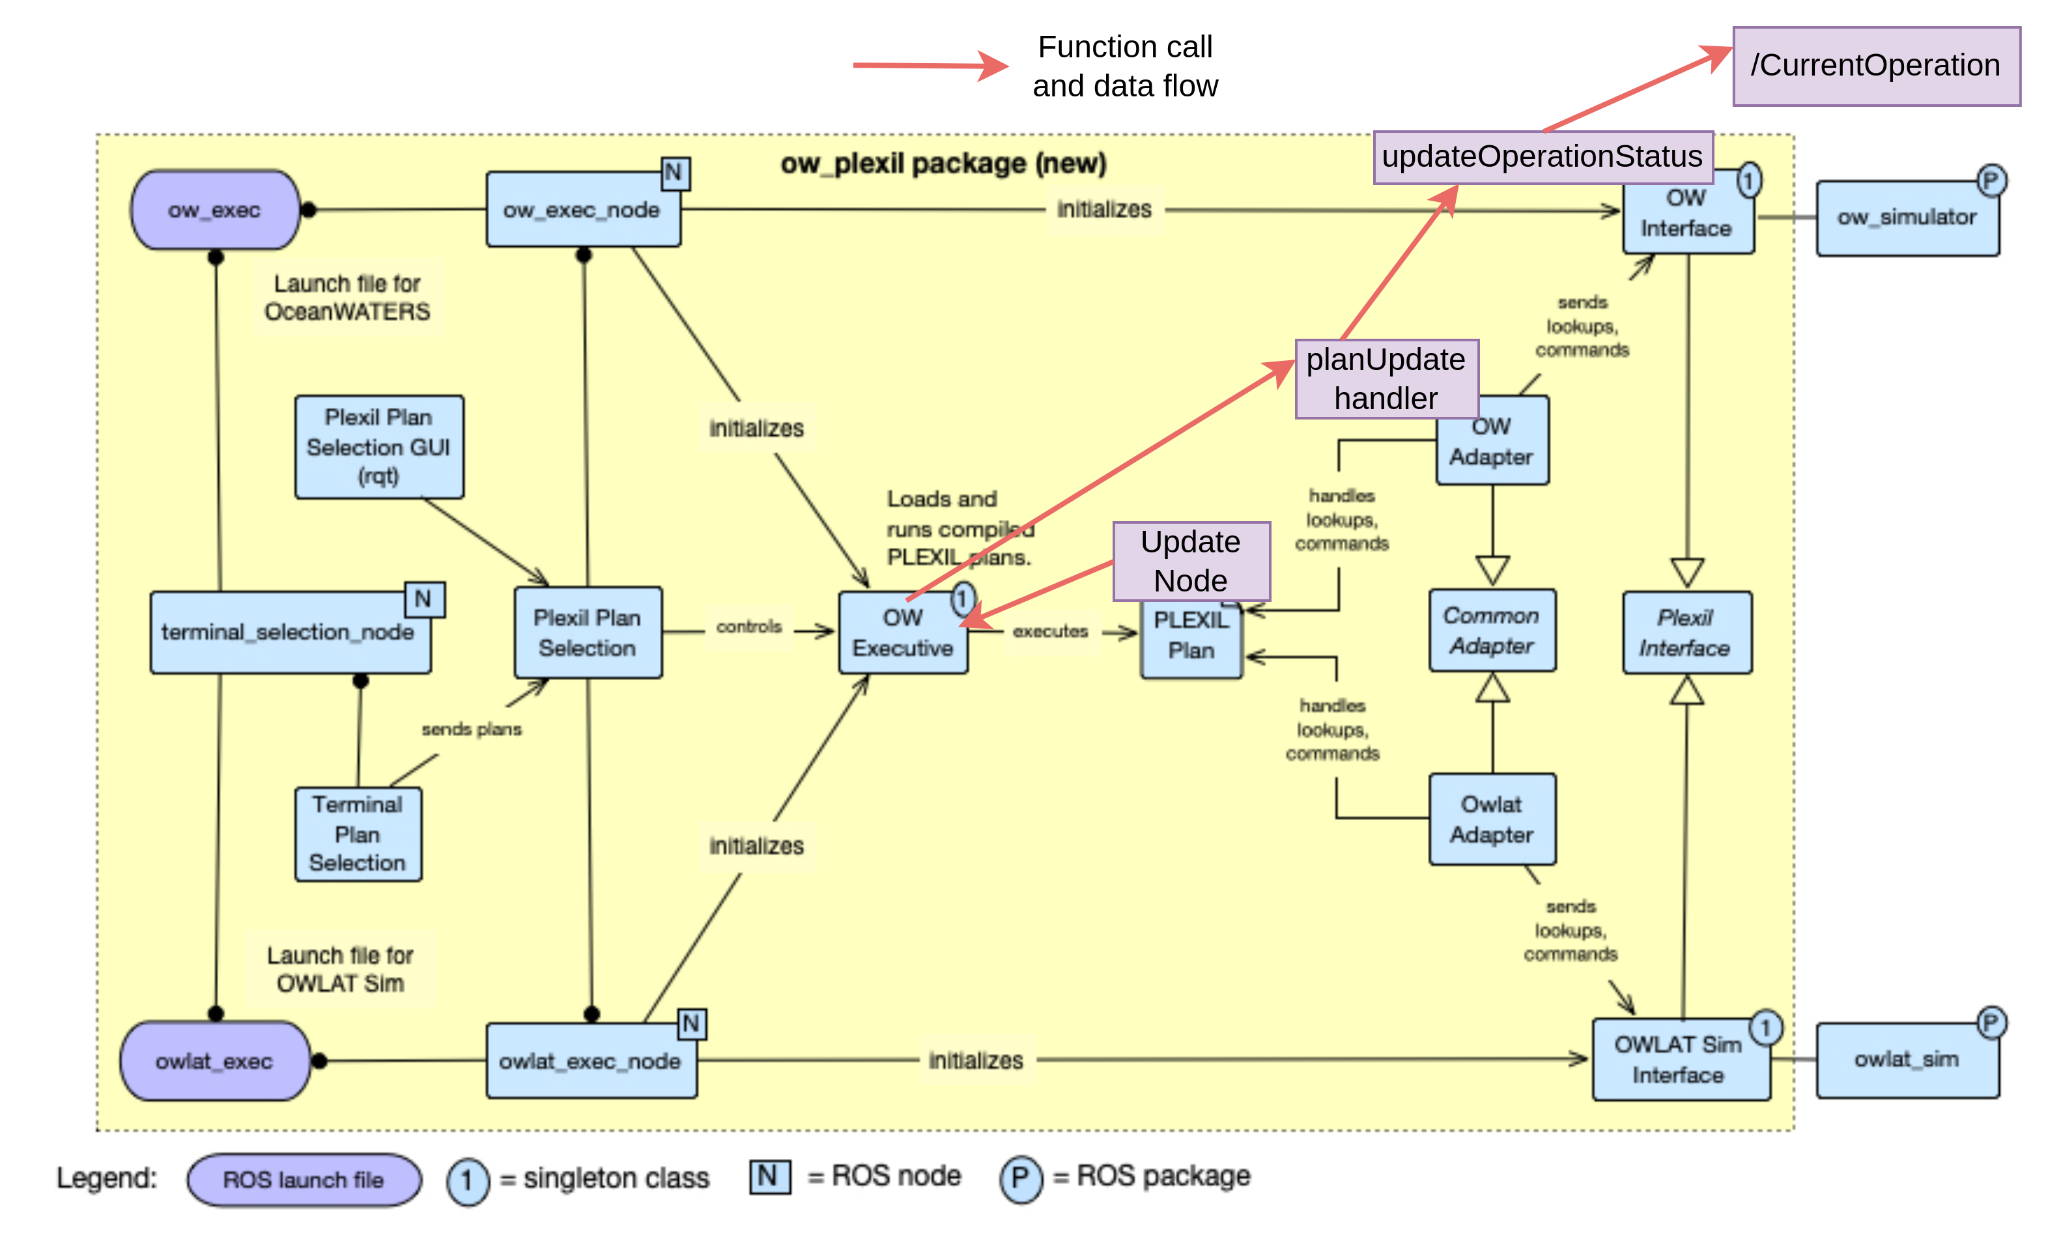 Function call
and data flow
/CurrentOperation
updateOperationStatus
ow_plexil package (new)
ow_exec
ow_exec_node
N
initializes
OW
Interface
1
ow_simulator
P
Launch file for
OceanWATERS
sends
lookups,
commands
planUpdate
handler
OW
Adapter
Plexil Plan
Selection GUI
(rqt)
initializes
Loads and
runs compiled
PLEXIL plans.
handles
lookups,
commands
Update
Node
terminal_selection_node
N
Plexil Plan
Selection
controls
OW
Executive
1
executes
PLEXIL
Plan
Common
Adapter
Plexil
Interface
sends plans
handles
lookups,
commands
Terminal
Plan
Selection
initializes
Owlat
Adapter
sends
lookups,
commands
Launch file for
OWLAT Sim
owlat_exec
owlat_exec_node
N
initializes
OWLAT Sim
Interface
1
owlat_sim
P
Legend:
ROS launch file
1 = singleton class
N = ROS node
P = ROS package